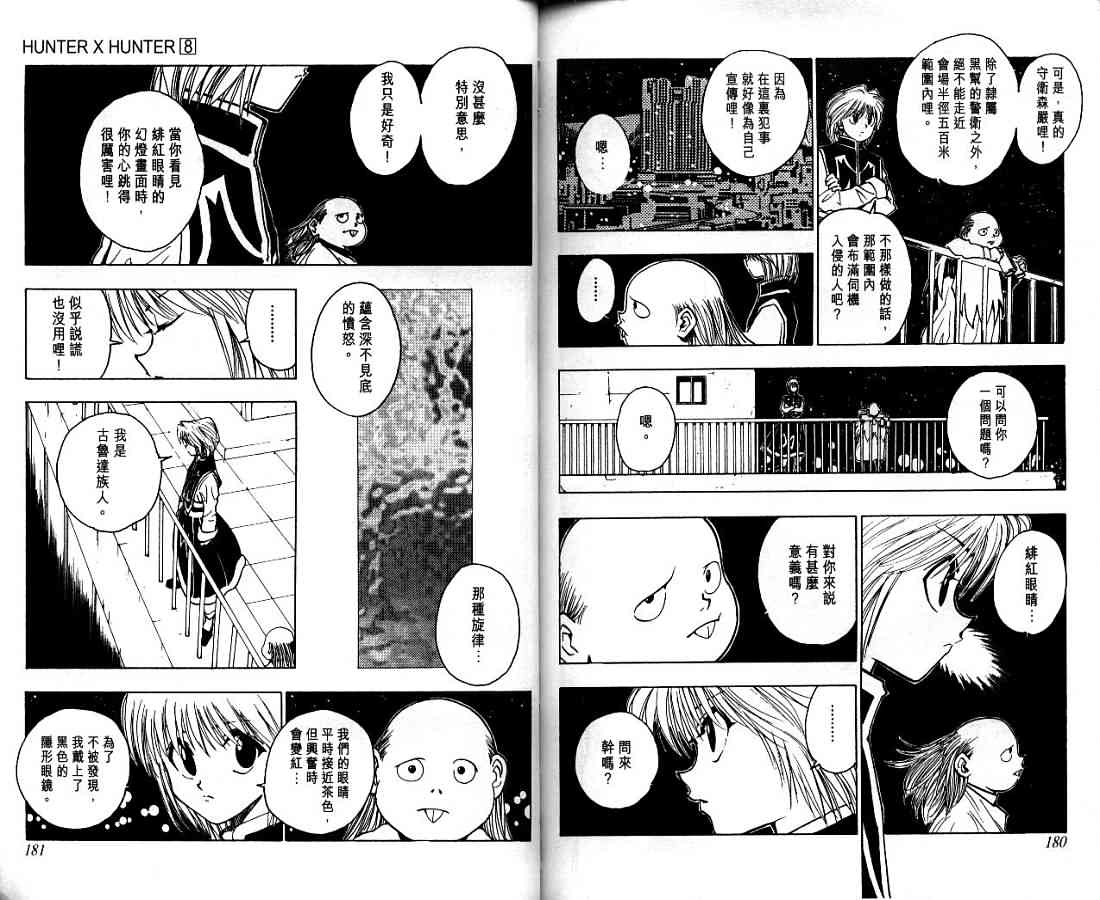 HUNTER X HUNTER 8
可是，真的
守衛森嚴哩！
除了隸屬
黑幫的警衛之外，
絕不能走近
會場半徑五百米
範圍內哩。
不那樣做的話，
那範圍內
會布滿伺機
入侵的人吧？
因為
在這裏犯事
就好像為自己
宣傳哩！
嗯…
………
可以問你
一個問題嗎？
嗯。
緋紅眼睛…
對你來說
有甚麼
意義嗎？
………
問來
幹嗎？
180
沒甚麼
特別意思，
我只是好奇！
當你看見
緋紅眼睛的
幻燈畫面時，
你的心跳得
很厲害哩！
蘊含深不見底
的憤怒。
那種旋律…
………
似乎說謊
也沒用哩！
我是
古魯達族人。
我們的眼睛
平時接近茶色，
但興奮時
會變紅…
為了
不被發現，
我戴上了
黑色的
隱形眼鏡。
181